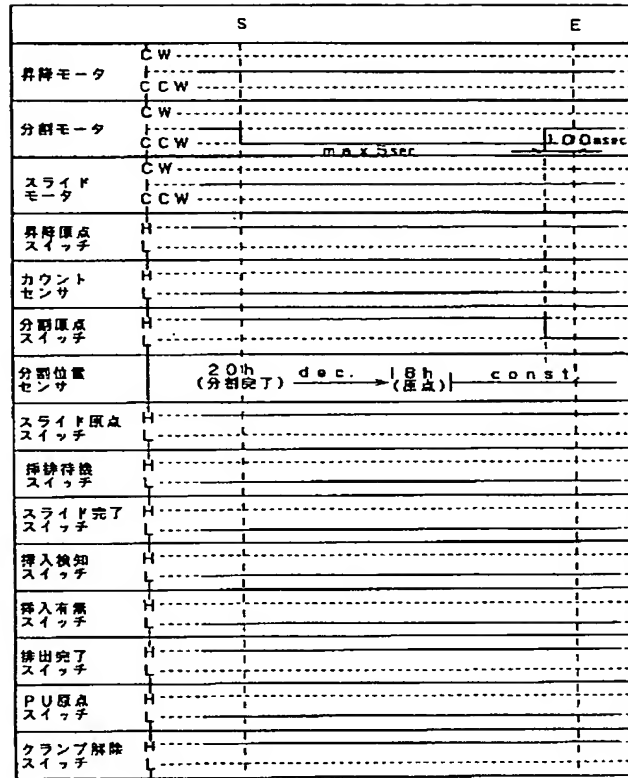 S E
CW
昇降モータ
CCW
CW
分割モータ
CCW
max5sec
100msec
CW
スライド
モータ
CCW
昇降原点
スイッチ
H
L
カウント
センサ
H
L
分割原点
スイッチ
H
L
分割位置
センサ
20h dec. 18h const
(分割完了) (原点)
スライド原点
スイッチ
H
L
挿排待機
スイッチ
H
L
スライド完了
スイッチ
H
L
挿入検知
スイッチ
H
L
挿入有無
スイッチ
H
L
排出完了
スイッチ
H
L
PU原点
スイッチ
H
L
クランプ解除
スイッチ
H
L